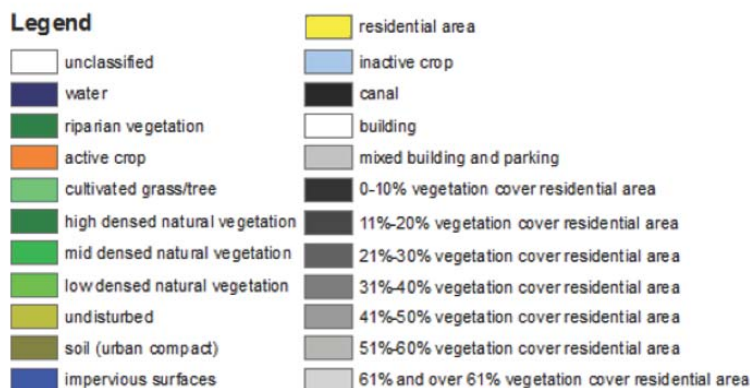 Legend
unclassified
water
riparian vegetation
active crop
cultivated grass/tree
high densed natural vegetation
mid densed natural vegetation
low densed natural vegetation
undisturbed
soil (urban compact)
impervious surfaces
residential area
inactive crop
canal
building
mixed building and parking
0-10% vegetation cover residential area
11%-20% vegetation cover residential area
21%-30% vegetation cover residential area
31%-40% vegetation cover residential area
41%-50% vegetation cover residential area
51%-60% vegetation cover residential area
61% and over 61% vegetation cover residential area